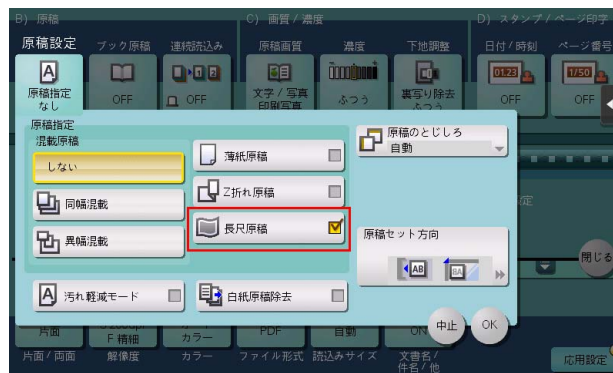 B) 原稿
C) 画質 / 濃度
D) スタンプ / ページ印字
原稿設定
ブック原稿
連続読込み
原稿画質
濃度
下地調整
日付 / 時刻
ページ番号
原稿指定
なし
OFF
OFF
文字 / 写真
印刷写真
ふつう
裏写り除去
ふつう
OFF
OFF
原稿指定
混載原稿
しない
同幅混載
異幅混載
薄紙原稿
Z折れ原稿
長尺原稿
原稿のとじしろ
自動
原稿セット方向
汚れ軽減モード
白紙原稿除去
中止
OK
閉じる
片面
F 精細
カラー
PDF
自動
片面 / 両面
解像度
カラー
ファイル形式
読込みサイズ
文書名 /
件名 / 他
応用設定